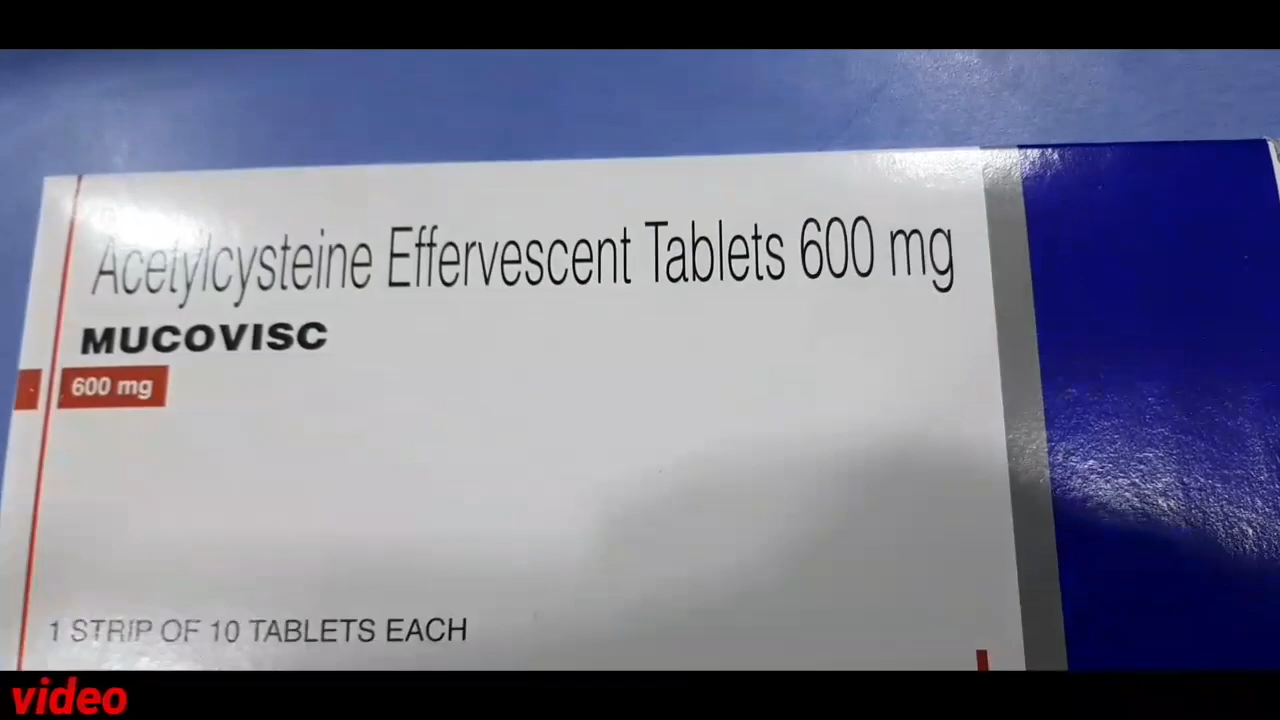 Acetylcysteine Effervescent Tablets 600 mg
MUCOVISC
600 mg
1 STRIP OF 10 TABLETS EACH
video